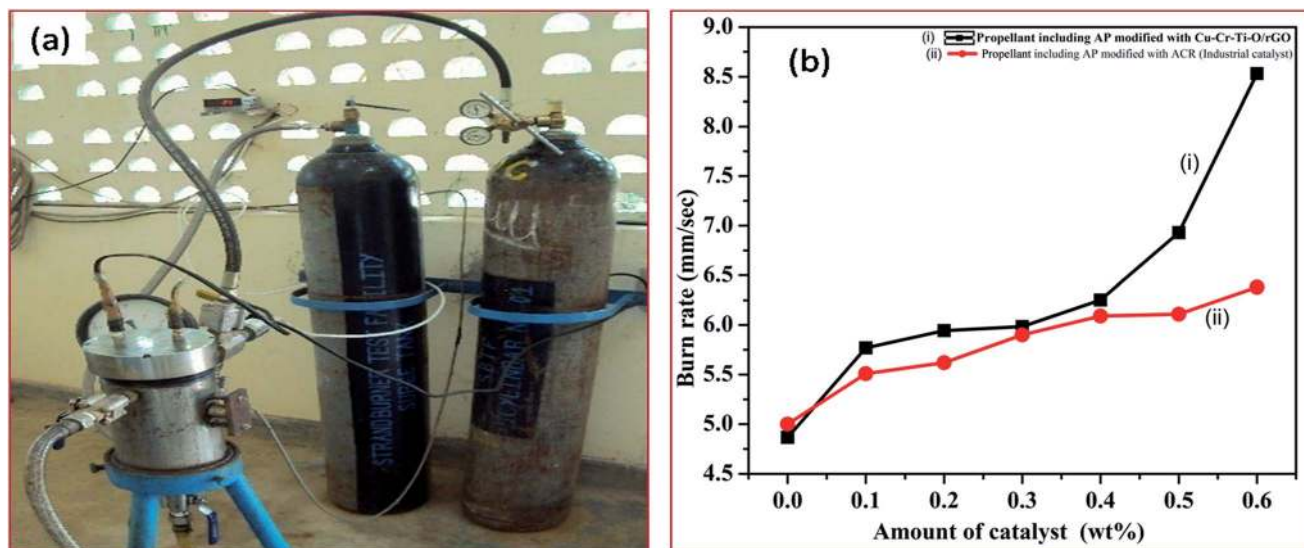 (a)
STRANDBURNER TEST FACILITY
CYLINDAR NO 01
(b)
(i) Propellant including AP modified with Cu-Cr-Ti-O/rGO
(ii) Propellant including AP modified with ACR (Industrial catalyst)
Burn rate (mm/sec)
9.0
8.5
8.0
7.5
7.0
6.5
6.0
5.5
5.0
4.5
(i)
(ii)
0.0 0.1 0.2 0.3 0.4 0.5 0.6
Amount of catalyst (wt%)